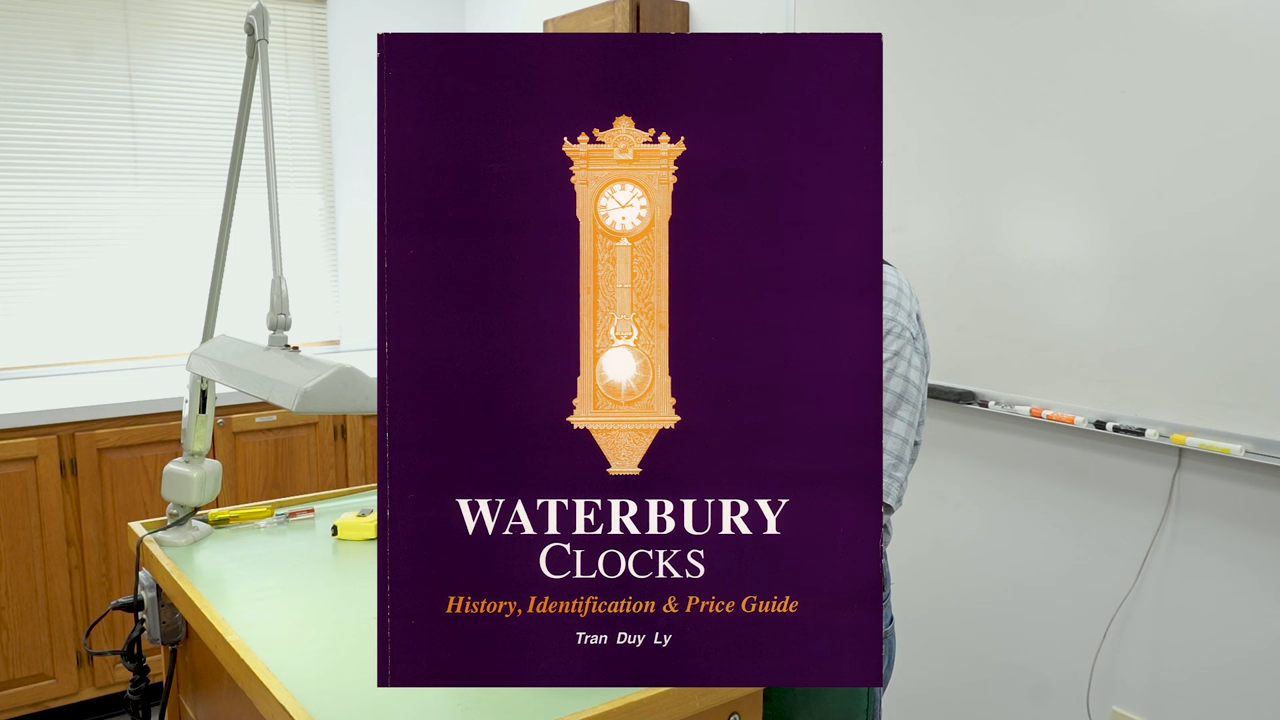 WATERBURY
CLOCKS
History, Identification & Price Guide
Tran Duy Ly